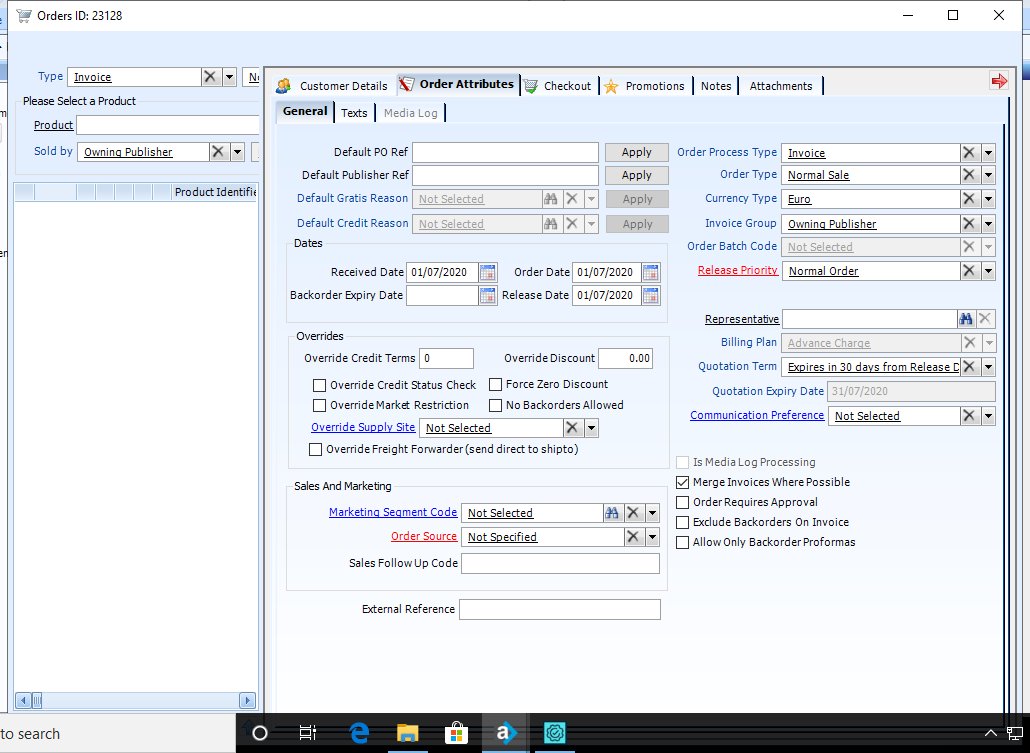 Orders ID: 23128
Type Invoice
Please Select a Product
Product
Sold by Owning Publisher
Product Identifie
Customer Details Order Attributes Checkout Promotions Notes Attachments
General Texts Media Log
Default PO Ref Apply
Default Publisher Ref Apply
Default Gratis Reason Not Selected Apply
Default Credit Reason Not Selected Apply
Dates
Received Date 01/07/2020 Order Date 01/07/2020
Backorder Expiry Date Release Date 01/07/2020
Overrides
Override Credit Terms 0 Override Discount 0.00
Override Credit Status Check Force Zero Discount
Override Market Restriction No Backorders Allowed
Override Supply Site Not Selected
Override Freight Forwarder (send direct to shipto)
Sales And Marketing
Marketing Segment Code Not Selected
Order Source Not Specified
Sales Follow Up Code
External Reference
Order Process Type Invoice
Order Type Normal Sale
Currency Type Euro
Invoice Group Owning Publisher
Order Batch Code Not Selected
Release Priority Normal Order
Representative
Billing Plan Advance Charge
Quotation Term Expires in 30 days from Release D
Quotation Expiry Date 31/07/2020
Communication Preference Not Selected
Is Media Log Processing
Merge Invoices Where Possible
Order Requires Approval
Exclude Backorders On Invoice
Allow Only Backorder Proformas
to search